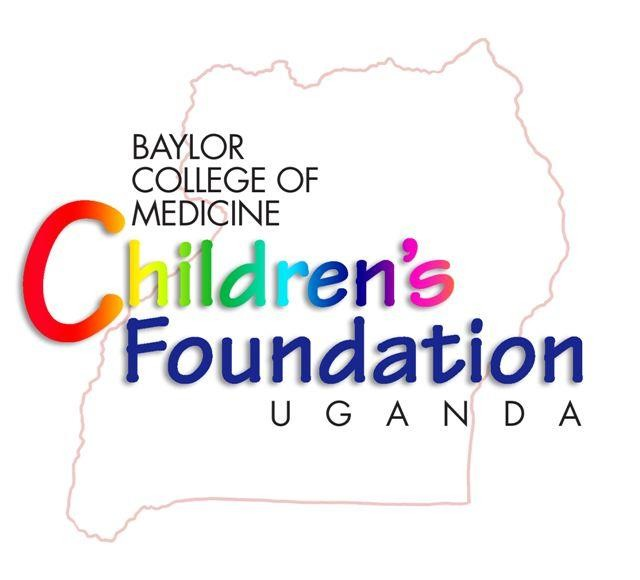 BAYLOR
COLLEGE OF
MEDICINE
Children's
Foundation
UGANDA